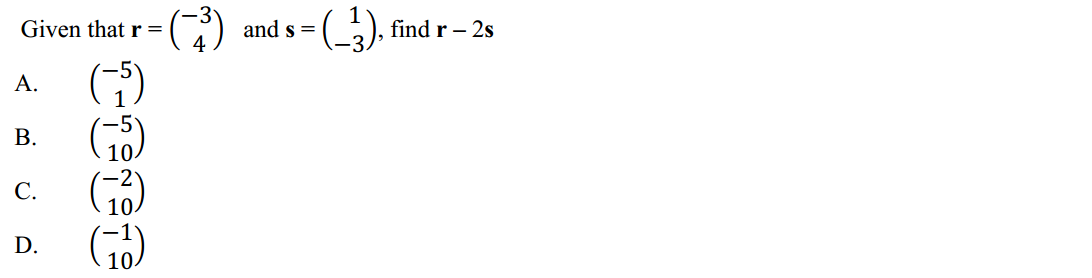 Given that r = (−3 4) and s = (1 −3), find r – 2s
A. (−5 1)
B. (−5 10)
C. (−2 10)
D. (−1 10)